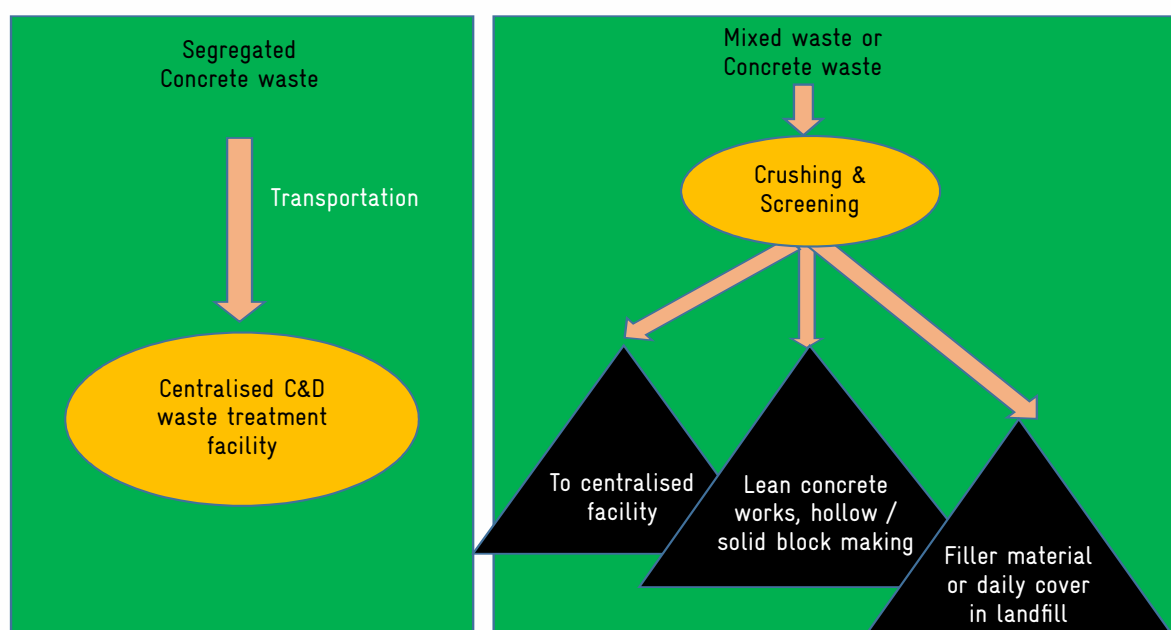 Segregated
Concrete waste
Transportation
Centralised C&D
waste treatment
facility
Mixed waste or
Concrete waste
Crushing &
Screening
To centralised
facility
Lean concrete
works, hollow /
solid block making
Filler material
or daily cover
in landfill